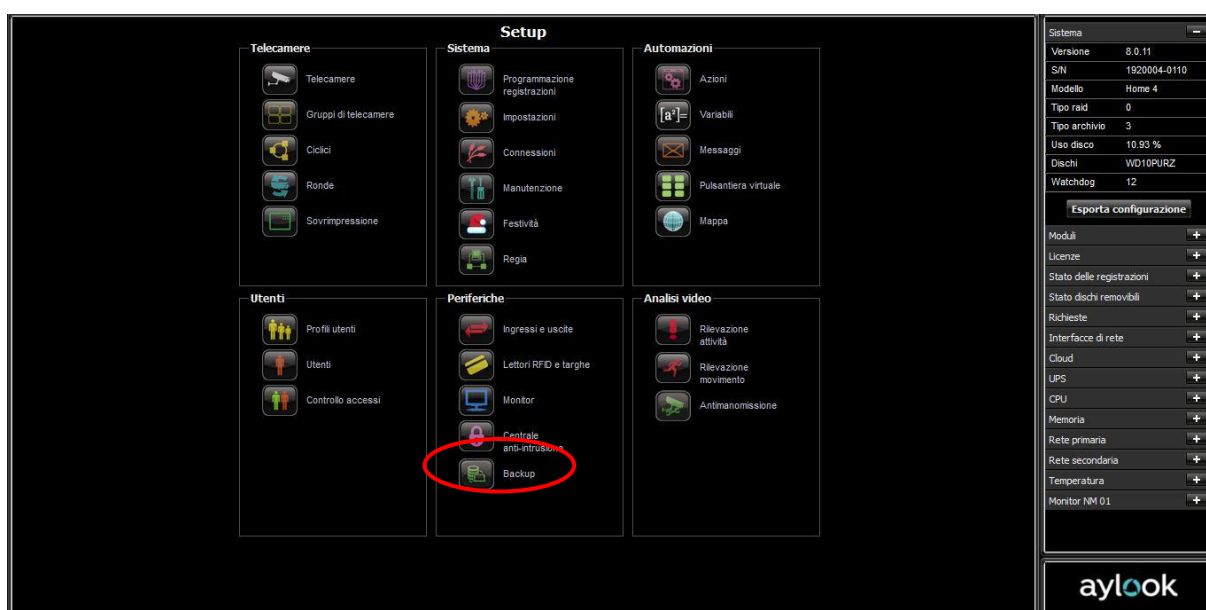 Setup
Telecamere
Telecamere
Gruppi di telecamere
Ciclici
Ronde
Sovrimpressione
Sistema
Programmazione
registrazioni
Impostazioni
Connessioni
Manutenzione
Festività
Regia
Automazioni
Azioni
[a²]=
Variabili
Messaggi
Pulsantiera virtuale
Mappa
Utenti
Profili utenti
Utenti
Controllo accessi
Periferiche
Ingressi e uscite
Lettori RFID e targhe
Monitor
Centrale
anti-intrusione
Backup
Analisi video
Rilevazione
attività
Rilevazione
movimento
Antimanomissione
Sistema
Versione 8.0.11
S/N 1920004-0110
Modello Home 4
Tipo raid 0
Tipo archivio 3
Uso disco 10.93 %
Dischi WD10PURZ
Watchdog 12
Esporta configurazione
Moduli
Licenze
Stato delle registrazioni
Stato dischi removibili
Richieste
Interfacce di rete
Cloud
UPS
CPU
Memoria
Rete primaria
Rete secondaria
Temperatura
Monitor NM 01
aylook